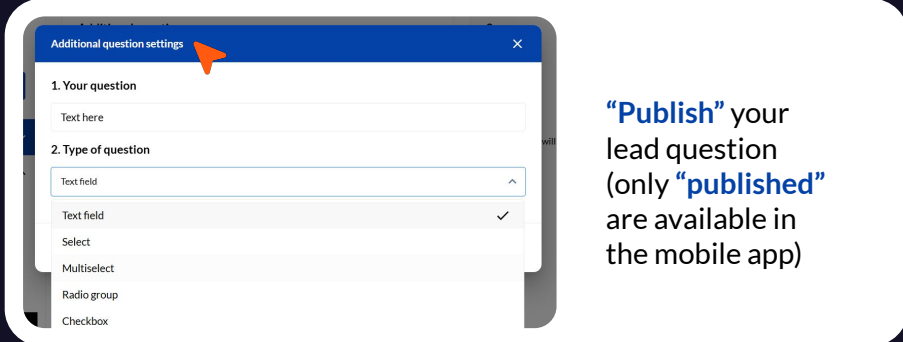 Additional question settings
1. Your question
Text here
2. Type of question
will
Text field
Text field
Select
Multiselect
Radio group
Checkbox
“Publish” your
lead question
(only “published”
are available in
the mobile app)